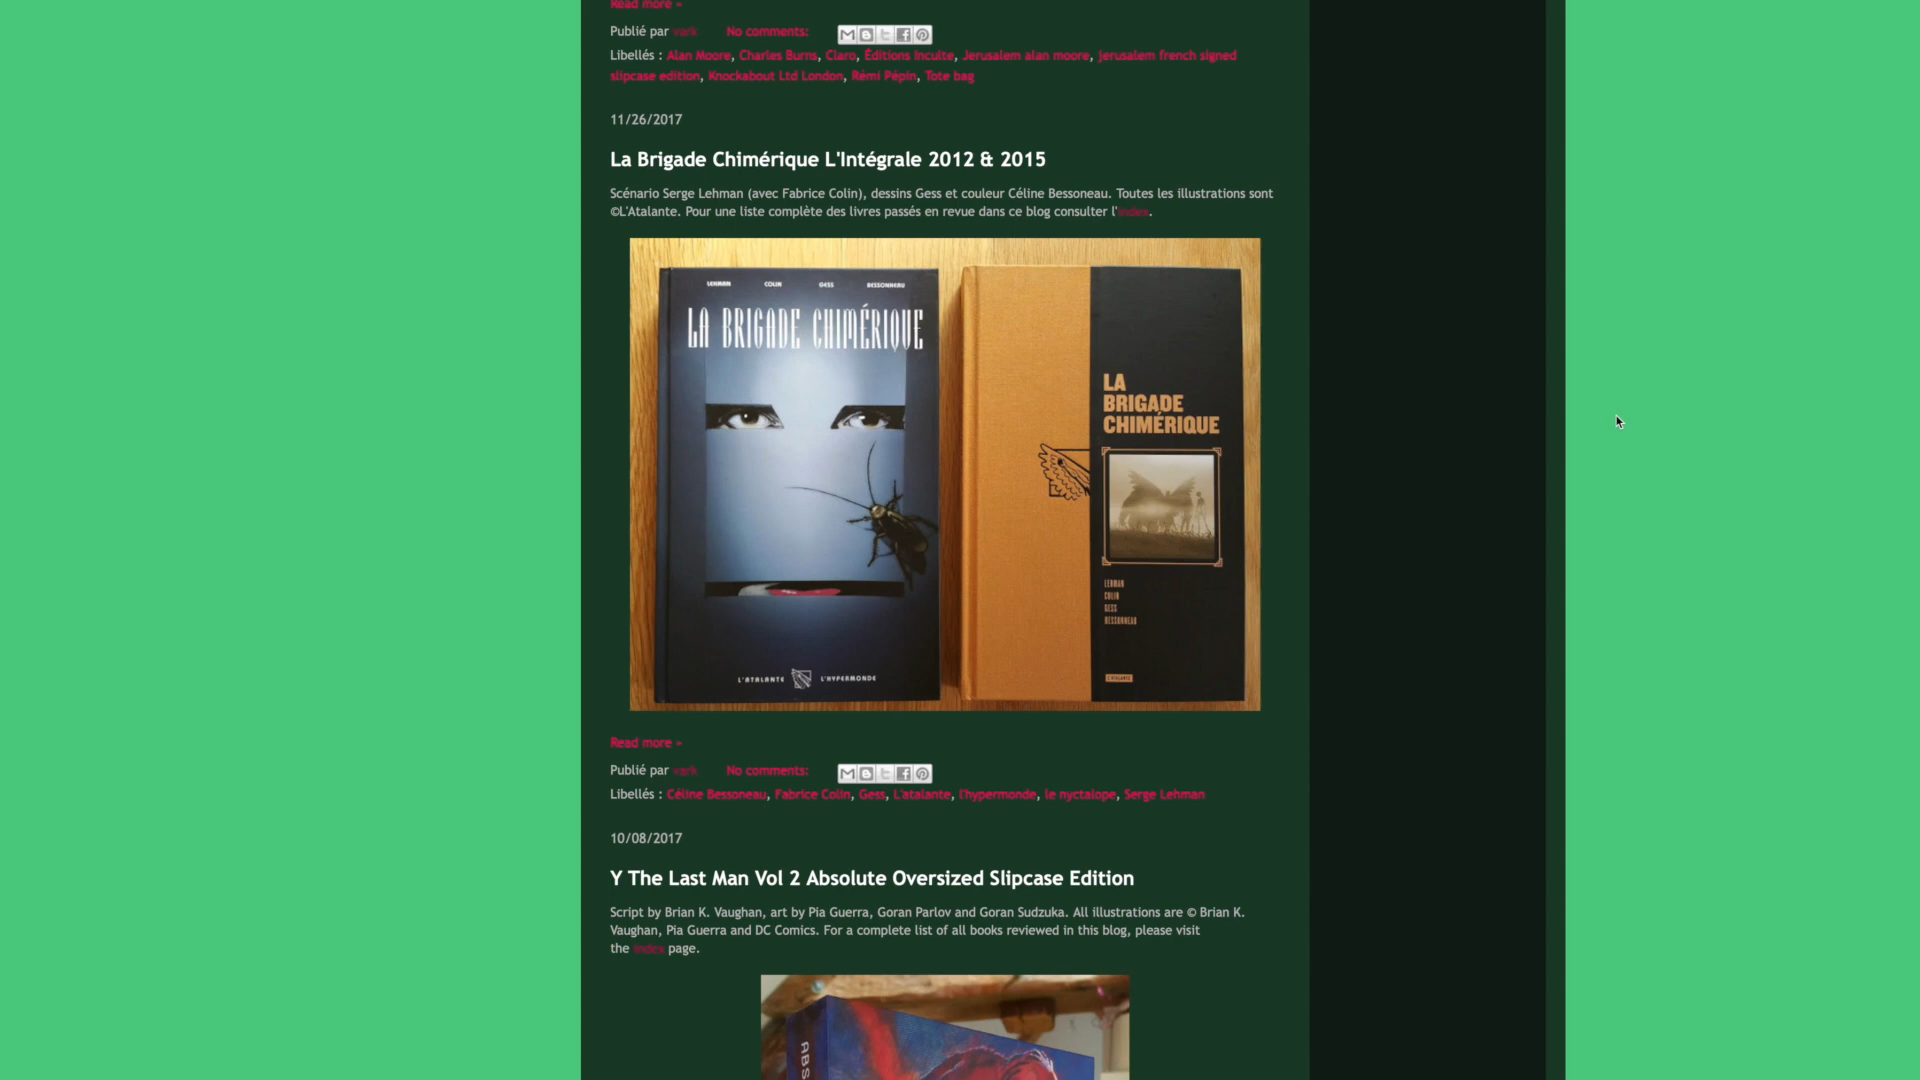 Read more »
Publié par vark No comments:
Libellés : Alan Moore, Charles Burns, Claro, Éditions Inculte, Jerusalem alan moore, jerusalem french signed
slipcase edition, Knockabout Ltd London, Rémi Pépin, Tote bag
11/26/2017
La Brigade Chimérique L'Intégrale 2012 & 2015
Scénario Serge Lehman (avec Fabrice Colin), dessins Gess et couleur Céline Bessoneau. Toutes les illustrations sont
©L'Atalante. Pour une liste complète des livres passés en revue dans ce blog consulter l'index.
LEHMAN COLIN GESS BESSONNEAU
LA BRIGADE CHIMÉRIQUE
L'ATALANTE L'HYPERMONDE
LA
BRIGADE
CHIMÉRIQUE
LEHMAN
COLIN
GESS
BESSONNEAU
L'ATALANTE
Read more »
Publié par vark No comments:
Libellés : Céline Bessoneau, Fabrice Colin, Gess, L'atalante, l'hypermonde, le nyctalope, Serge Lehman
10/08/2017
Y The Last Man Vol 2 Absolute Oversized Slipcase Edition
Script by Brian K. Vaughan, art by Pia Guerra, Goran Parlov and Goran Sudzuka. All illustrations are © Brian K.
Vaughan, Pia Guerra and DC Comics. For a complete list of all books reviewed in this blog, please visit
the index page.
ABS